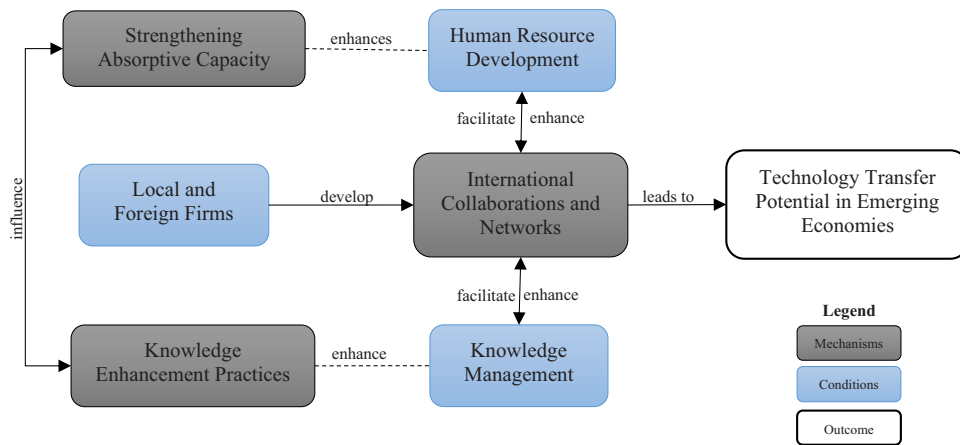 Strengthening
Absorptive Capacity
enhances
Human Resource
Development
facilitate
enhance
influence
Local and
Foreign Firms
develop
International
Collaborations and
Networks
leads to
Technology Transfer
Potential in Emerging
Economies
facilitate
enhance
Knowledge
Enhancement Practices
enhance
Knowledge
Management
Legend
Mechanisms
Conditions
Outcome